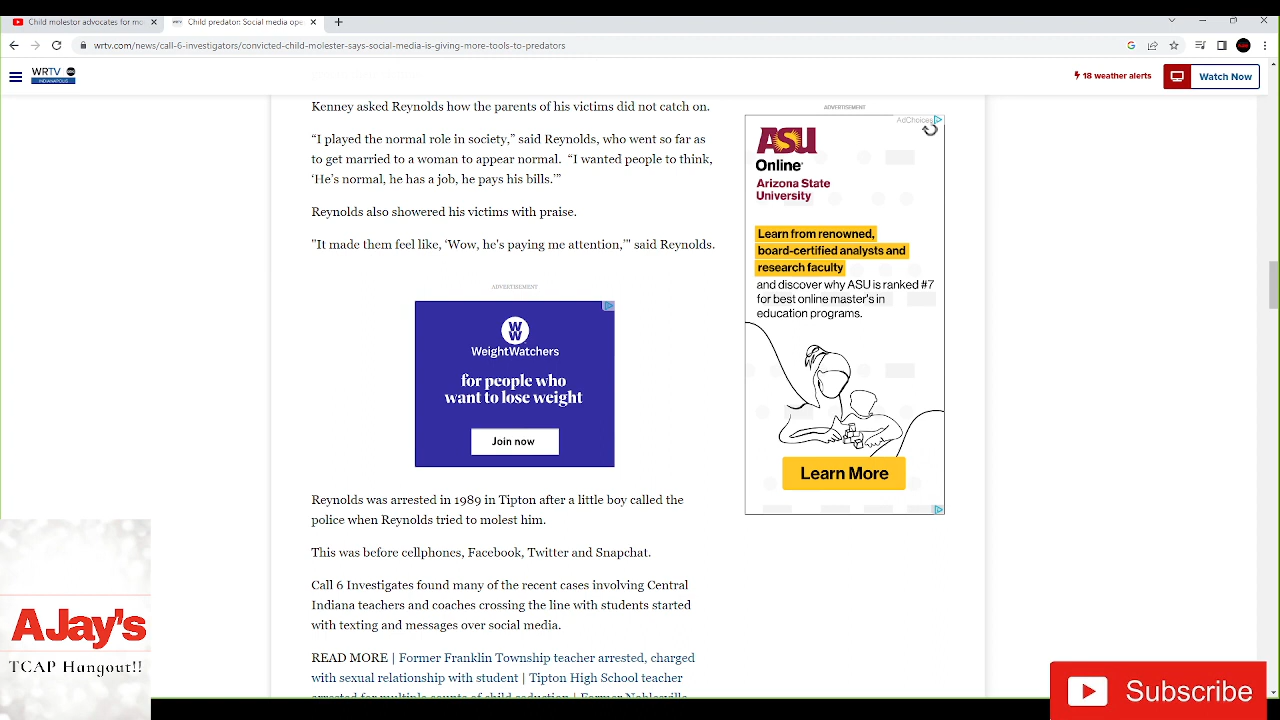 Child molestor advocates for mo
Child predator: Social media ope
wrtv.com/news/call-6-investigators/convicted-child-molester-says-social-media-is-giving-more-tools-to-predators
WRTV
INDIANAPOLIS
18 weather alerts
Watch Now
Kenney asked Reynolds how the parents of his victims did not catch on.
“I played the normal role in society,” said Reynolds, who went so far as
to get married to a woman to appear normal. “I wanted people to think,
‘He’s normal, he has a job, he pays his bills.’”
Reynolds also showered his victims with praise.
"It made them feel like, ‘Wow, he's paying me attention,'" said Reynolds.
ADVERTISEMENT
WW
WeightWatchers
for people who
want to lose weight
Join now
Reynolds was arrested in 1989 in Tipton after a little boy called the
police when Reynolds tried to molest him.
This was before cellphones, Facebook, Twitter and Snapchat.
Call 6 Investigates found many of the recent cases involving Central
Indiana teachers and coaches crossing the line with students started
with texting and messages over social media.
READ MORE | Former Franklin Township teacher arrested, charged
with sexual relationship with student | Tipton High School teacher
arrested for multiple counts of child seduction | Former Noblesville
ADVERTISEMENT
AdChoices
ASU
Online
Arizona State
University
Learn from renowned,
board-certified analysts and
research faculty
and discover why ASU is ranked #7
for best online master's in
education programs.
Learn More
AJay's
TCAP Hangout!!
Subscribe